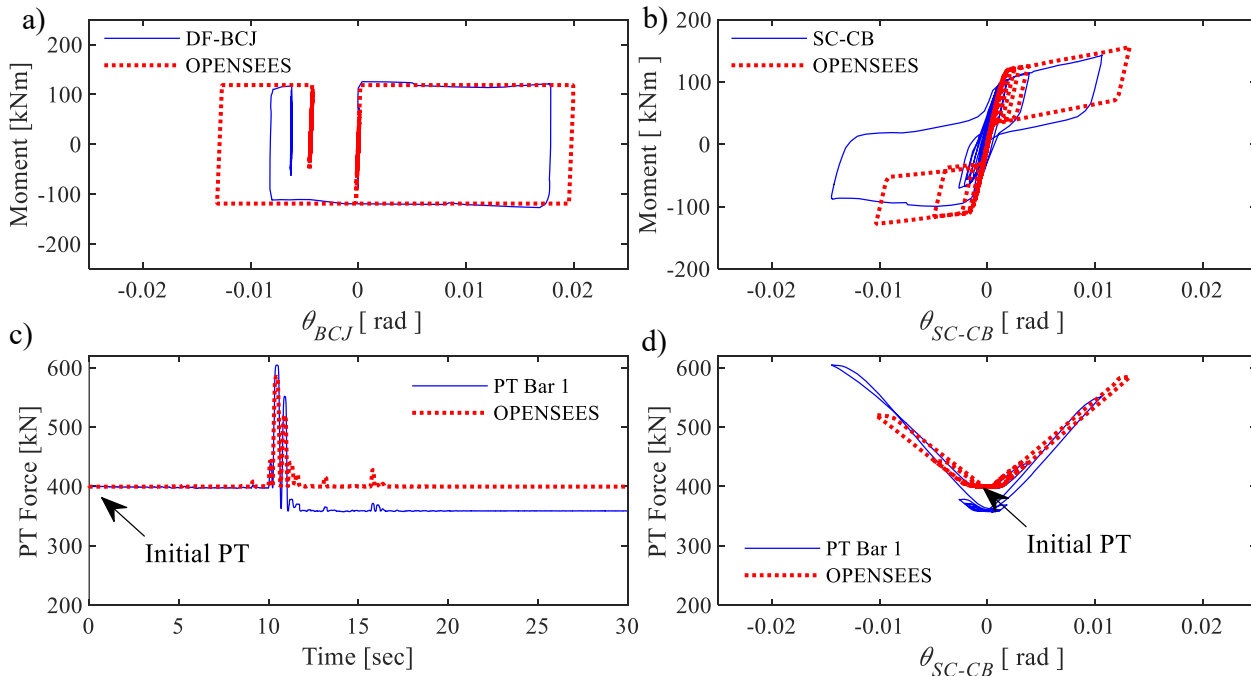 a)
DF-BCJ
OPENSEES
Moment [kNm]
200
100
0
-100
-200
-0.02 -0.01 0 0.01 0.02
θBCJ [ rad ]
b)
SC-CB
OPENSEES
Moment [ kNm]
200
100
0
-100
-200
-0.02 -0.01 0 0.01 0.02
θSC-CB [ rad ]
c)
PT Bar 1
OPENSEES
Initial PT
PT Force [kN]
600
500
400
300
200
0 5 10 15 20 25 30
Time [sec]
d)
Initial PT
PT Bar 1
OPENSEES
PT Force [kN]
600
500
400
300
200
-0.02 -0.01 0 0.01 0.02
θSC-CB [ rad ]